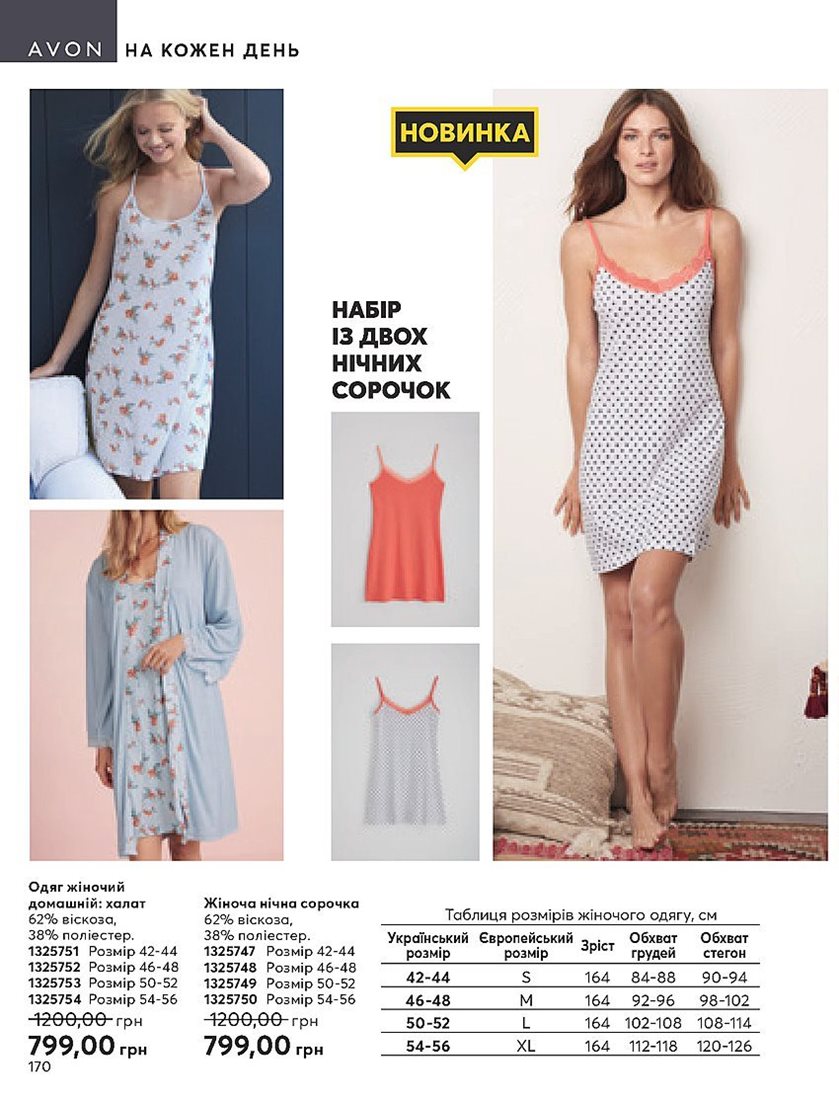 AVON НА КОЖЕН ДЕНЬ
НОВИНКА
НАБІР
ІЗ ДВОХ
НІЧНИХ
СОРОЧОК
Одяг жіночий
домашній: халат
62% віскоза,
38% поліестер.
1325751 Розмір 42-44
1325752 Розмір 46-48
1325753 Розмір 50-52
1325754 Розмір 54-56
1200,00 грн
799,00 грн
170
Жіноча нічна сорочка
62% віскоза,
38% поліестер.
1325747 Розмір 42-44
1325748 Розмір 46-48
1325749 Розмір 50-52
1325750 Розмір 54-56
1200,00 грн
799,00 грн
Таблиця розмірів жіночого одягу, см
Український розмір Європейський розмір Зріст Обхват грудей Обхват стегон
42-44 S 164 84-88 90-94
46-48 M 164 92-96 98-102
50-52 L 164 102-108 108-114
54-56 XL 164 112-118 120-126